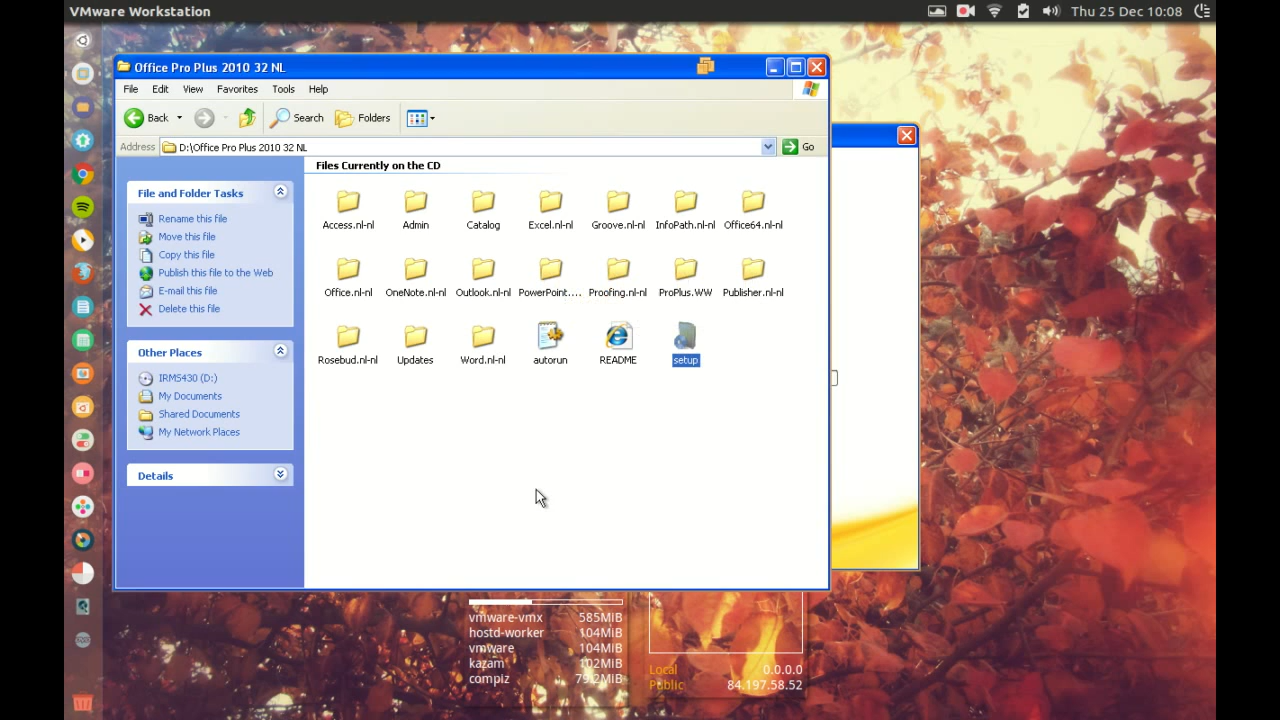 VMware Workstation
Thu 25 Dec 10:08
Office Pro Plus 2010 32 NL
File Edit View Favorites Tools Help
Back Search Folders
Address D:\Office Pro Plus 2010 32 NL Go
File and Folder Tasks
Rename this file
Move this file
Copy this file
Publish this file to the Web
E-mail this file
Delete this file
Other Places
IRM5430 (D:)
My Documents
Shared Documents
My Network Places
Details
Files Currently on the CD
Access.nl-nl Admin Catalog Excel.nl-nl Groove.nl-nl InfoPath.nl-nl Office64.nl-nl
Office.nl-nl OneNote.nl-nl Outlook.nl-nl PowerPoint.... Proofing.nl-nl ProPlus.WW Publisher.nl-nl
Rosebud.nl-nl Updates Word.nl-nl autorun README setup
vmware-vmx 585MiB
hostd-worker 104MiB
vmware 104MiB
kazam 102MiB
compiz 79.2MiB
Local 0.0.0.0
Public 84.197.58.52